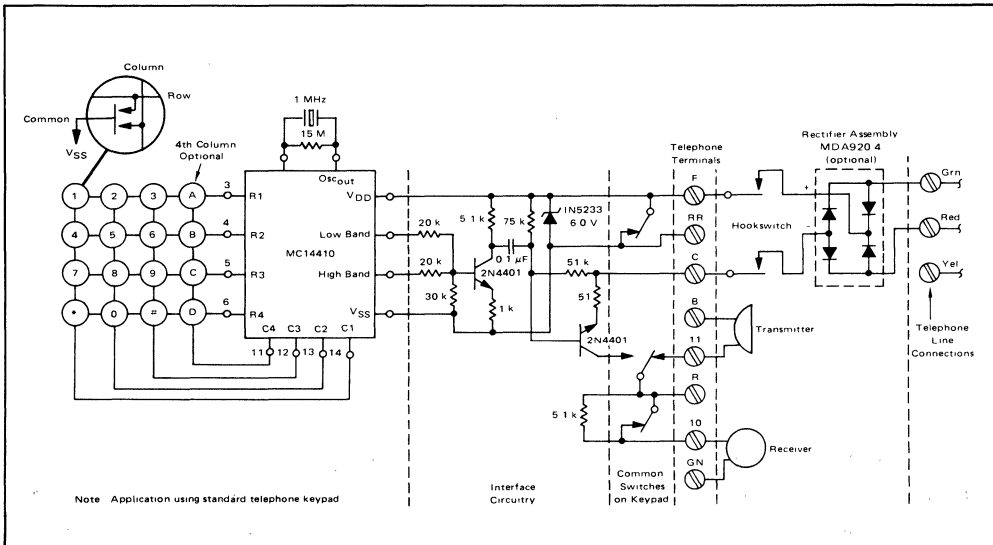 Column
Row
Common
VSS
4th Column
Optional
1 2 3 A
4 5 6 B
7 8 9 C
* 0 # D
3 R1
4 R2
5 R3
6 R4
1 MHz
15 M
Oscout
VDD
Low Band
MC14410
High Band
VSS
C4 C3 C2 C1
11 12 13 14
20 k
20 k
30 k
5 1 k
75 k
0 1 µF
2N4401
1 k
IN5233
6 0 V
51 k
51
2N4401
5 1 k
Telephone
Terminals
F
RR
C
B
11
R
10
GN
Hookswitch
Rectifier Assembly
MDA920 4
(optional)
+
-
Grn
Red
Yel
Transmitter
Receiver
Telephone
Line
Connections
Interface
Circuitry
Common
Switches
on Keypad
Note Application using standard telephone keypad